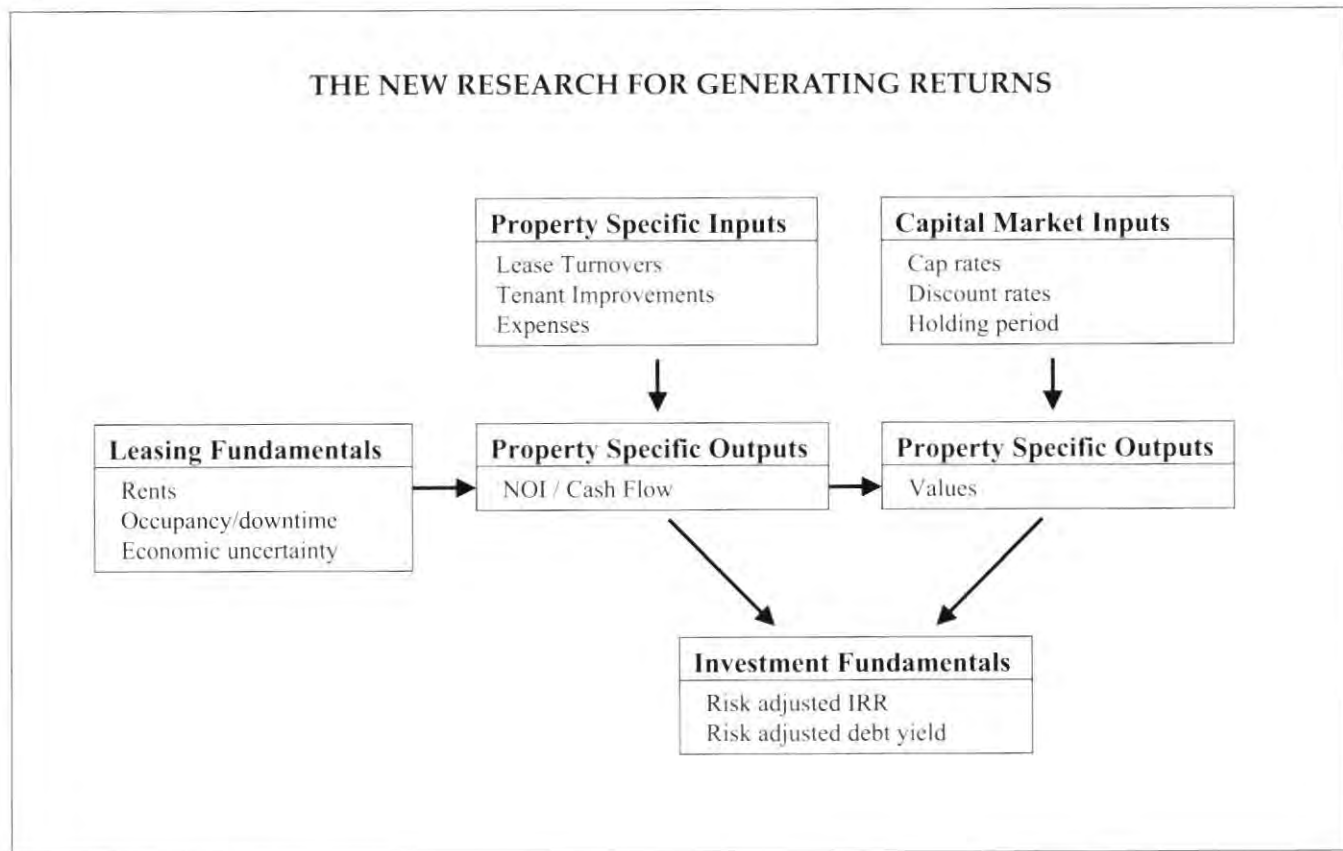 THE NEW RESEARCH FOR GENERATING RETURNS
Property Specific Inputs
Lease Turnovers
Tenant Improvements
Expenses
Capital Market Inputs
Cap rates
Discount rates
Holding period
Leasing Fundamentals
Rents
Occupancy/downtime
Economic uncertainty
Property Specific Outputs
NOI / Cash Flow
Property Specific Outputs
Values
Investment Fundamentals
Risk adjusted IRR
Risk adjusted debt yield